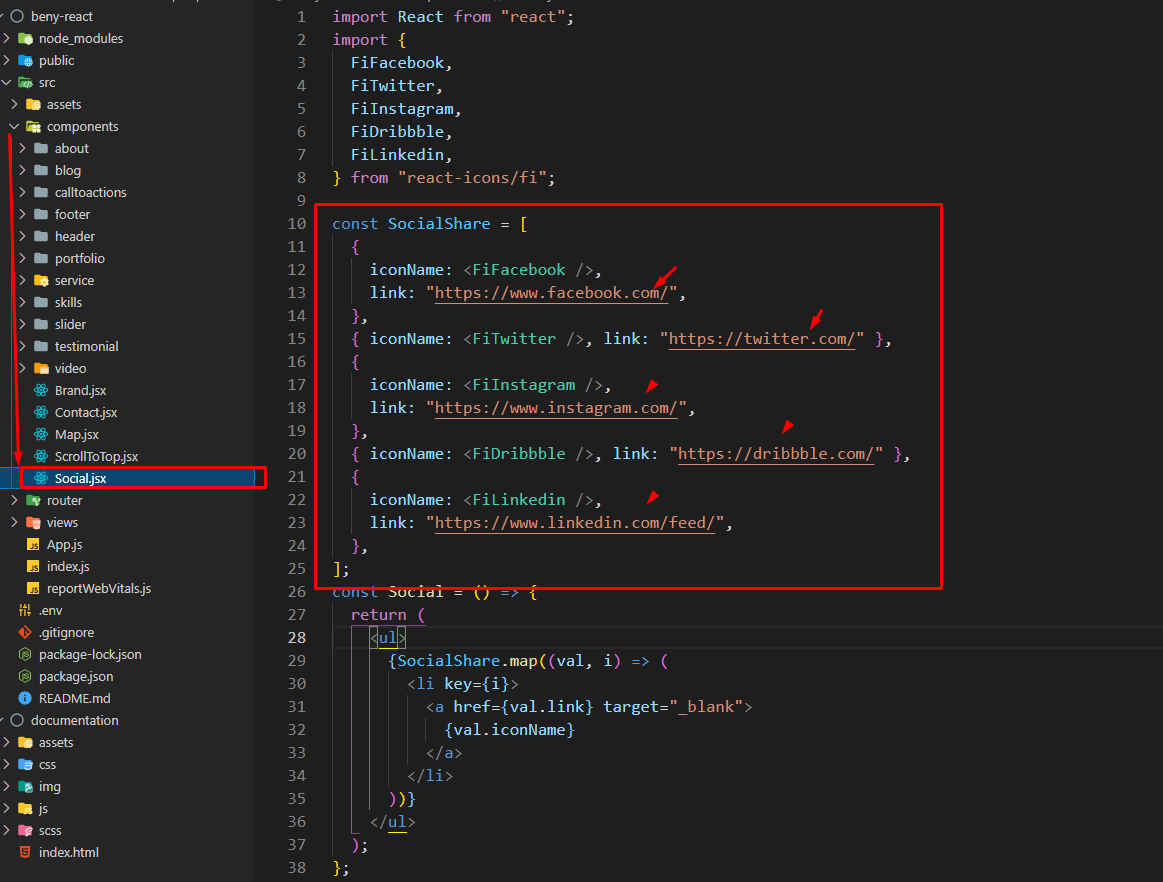 beny-react
node_modules
public
src
assets
components
about
blog
calltoactions
footer
header
portfolio
service
skills
slider
testimonial
video
Brand.jsx
Contact.jsx
Map.jsx
ScrollToTop.jsx
Social.jsx
router
views
App.js
index.js
reportWebVitals.js
.env
.gitignore
package-lock.json
package.json
README.md
documentation
assets
css
img
js
scss
index.html
1 import React from "react";
2 import {
3 FiFacebook,
4 FiTwitter,
5 FiInstagram,
6 FiDribbble,
7 FiLinkedin,
8 } from "react-icons/fi";
9
10 const SocialShare = [
11 {
12 iconName: <FiFacebook />,
13 link: "https://www.facebook.com/",
14 },
15 { iconName: <FiTwitter />, link: "https://twitter.com/" },
16 {
17 iconName: <FiInstagram />,
18 link: "https://www.instagram.com/",
19 },
20 { iconName: <FiDribbble />, link: "https://dribbble.com/" },
21 {
22 iconName: <FiLinkedin />,
23 link: "https://www.linkedin.com/feed/",
24 },
25 ];
26 const Social = () => {
27 return (
28 <ul>
29 {SocialShare.map((val, i) => (
30 <li key={i}>
31 <a href={val.link} target="_blank">
32 {val.iconName}
33 </a>
34 </li>
35 ))}
36 </ul>
37 );
38 };